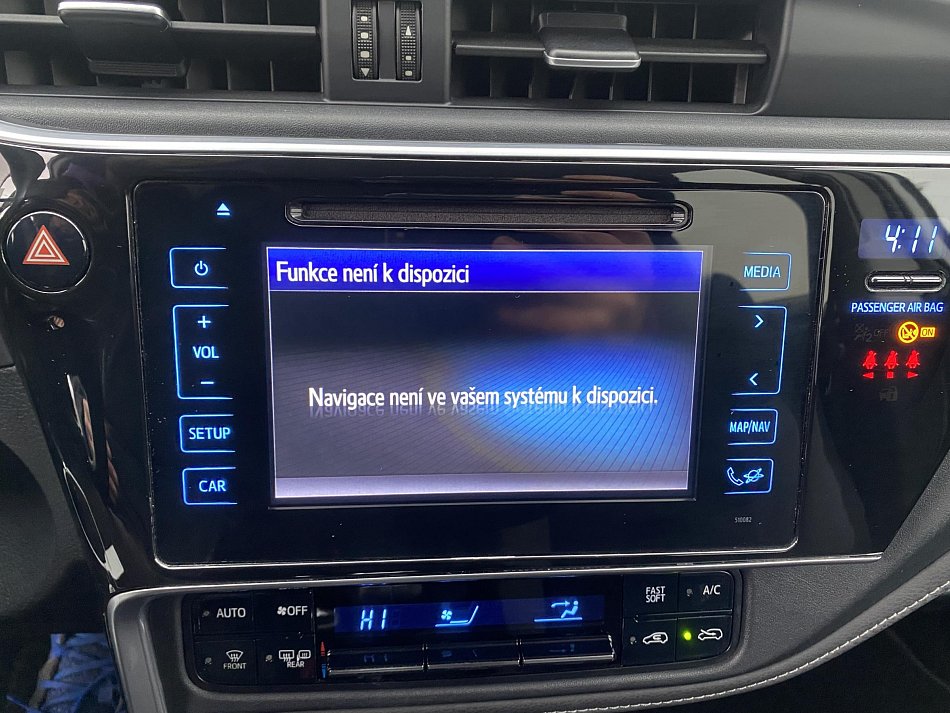 4:11
Funkce není k dispozici
MEDIA
PASSENGER AIR BAG
ON
+
VOL
−
Navigace není ve vašem systému k dispozici.
SETUP
MAP/NAV
CAR
510082
AUTO
OFF
HI
FAST
SOFT
A/C
FRONT
REAR